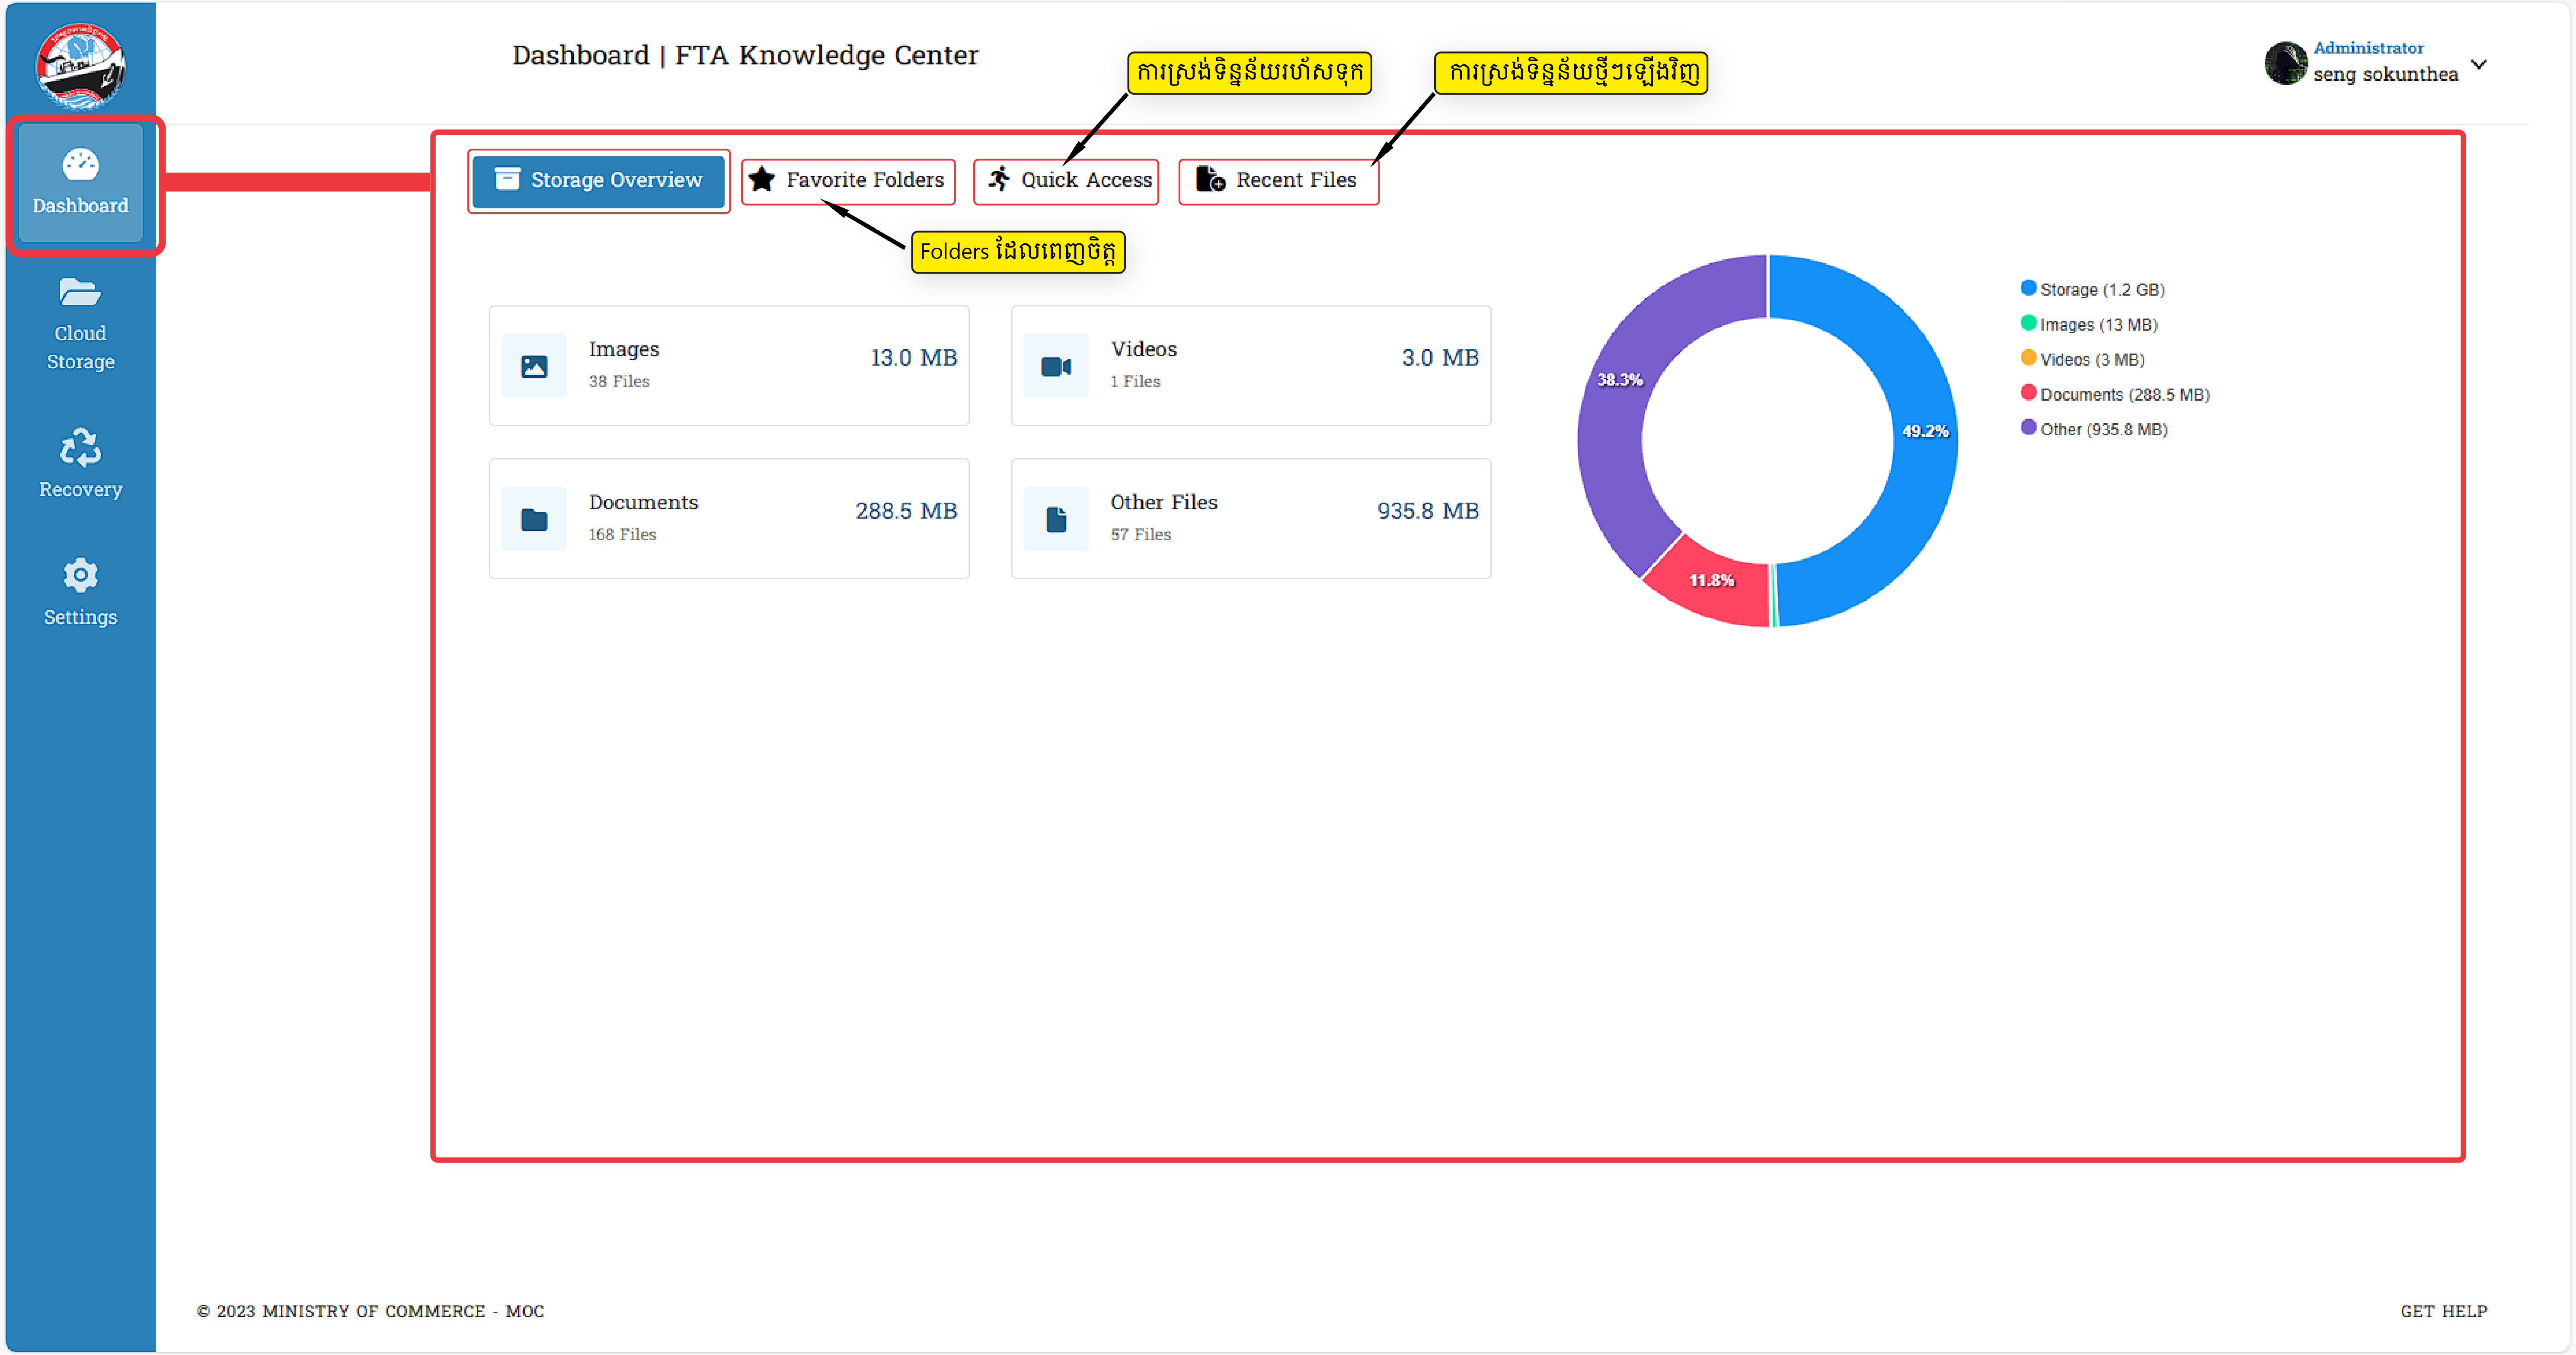 Dashboard | FTA Knowledge Center
ការស្រង់ទិន្នន័យរហ័សទុក
ការស្រង់ទិន្នន័យថ្មីៗឡើងវិញ
Administrator
seng sokunthea
Dashboard
Cloud
Storage
Recovery
Settings
Storage Overview
Favorite Folders
Quick Access
Recent Files
Folders ដែលពេញចិត្ត
Images
38 Files
13.0 MB
Videos
1 Files
3.0 MB
Documents
168 Files
288.5 MB
Other Files
57 Files
935.8 MB
38.3%
49.2%
11.8%
Storage (1.2 GB)
Images (13 MB)
Videos (3 MB)
Documents (288.5 MB)
Other (935.8 MB)
© 2023 MINISTRY OF COMMERCE - MOC
GET HELP